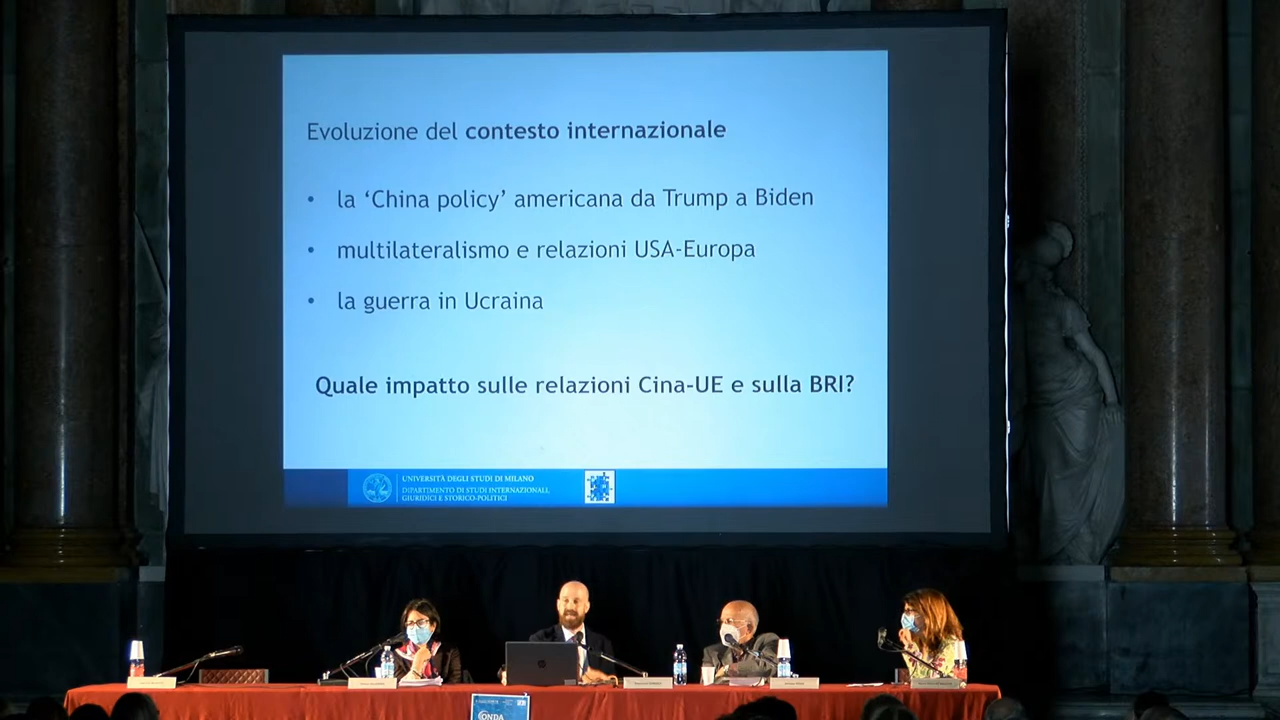 Evoluzione del contesto internazionale
• la ‘China policy’ americana da Trump a Biden
• multilateralismo e relazioni USA-Europa
• la guerra in Ucraina
Quale impatto sulle relazioni Cina-UE e sulla BRI?
UNIVERSITÀ DEGLI STUDI DI MILANO
DIPARTIMENTO DI STUDI INTERNAZIONALI,
GIURIDICI E STORICO-POLITICI
hp
ONDA